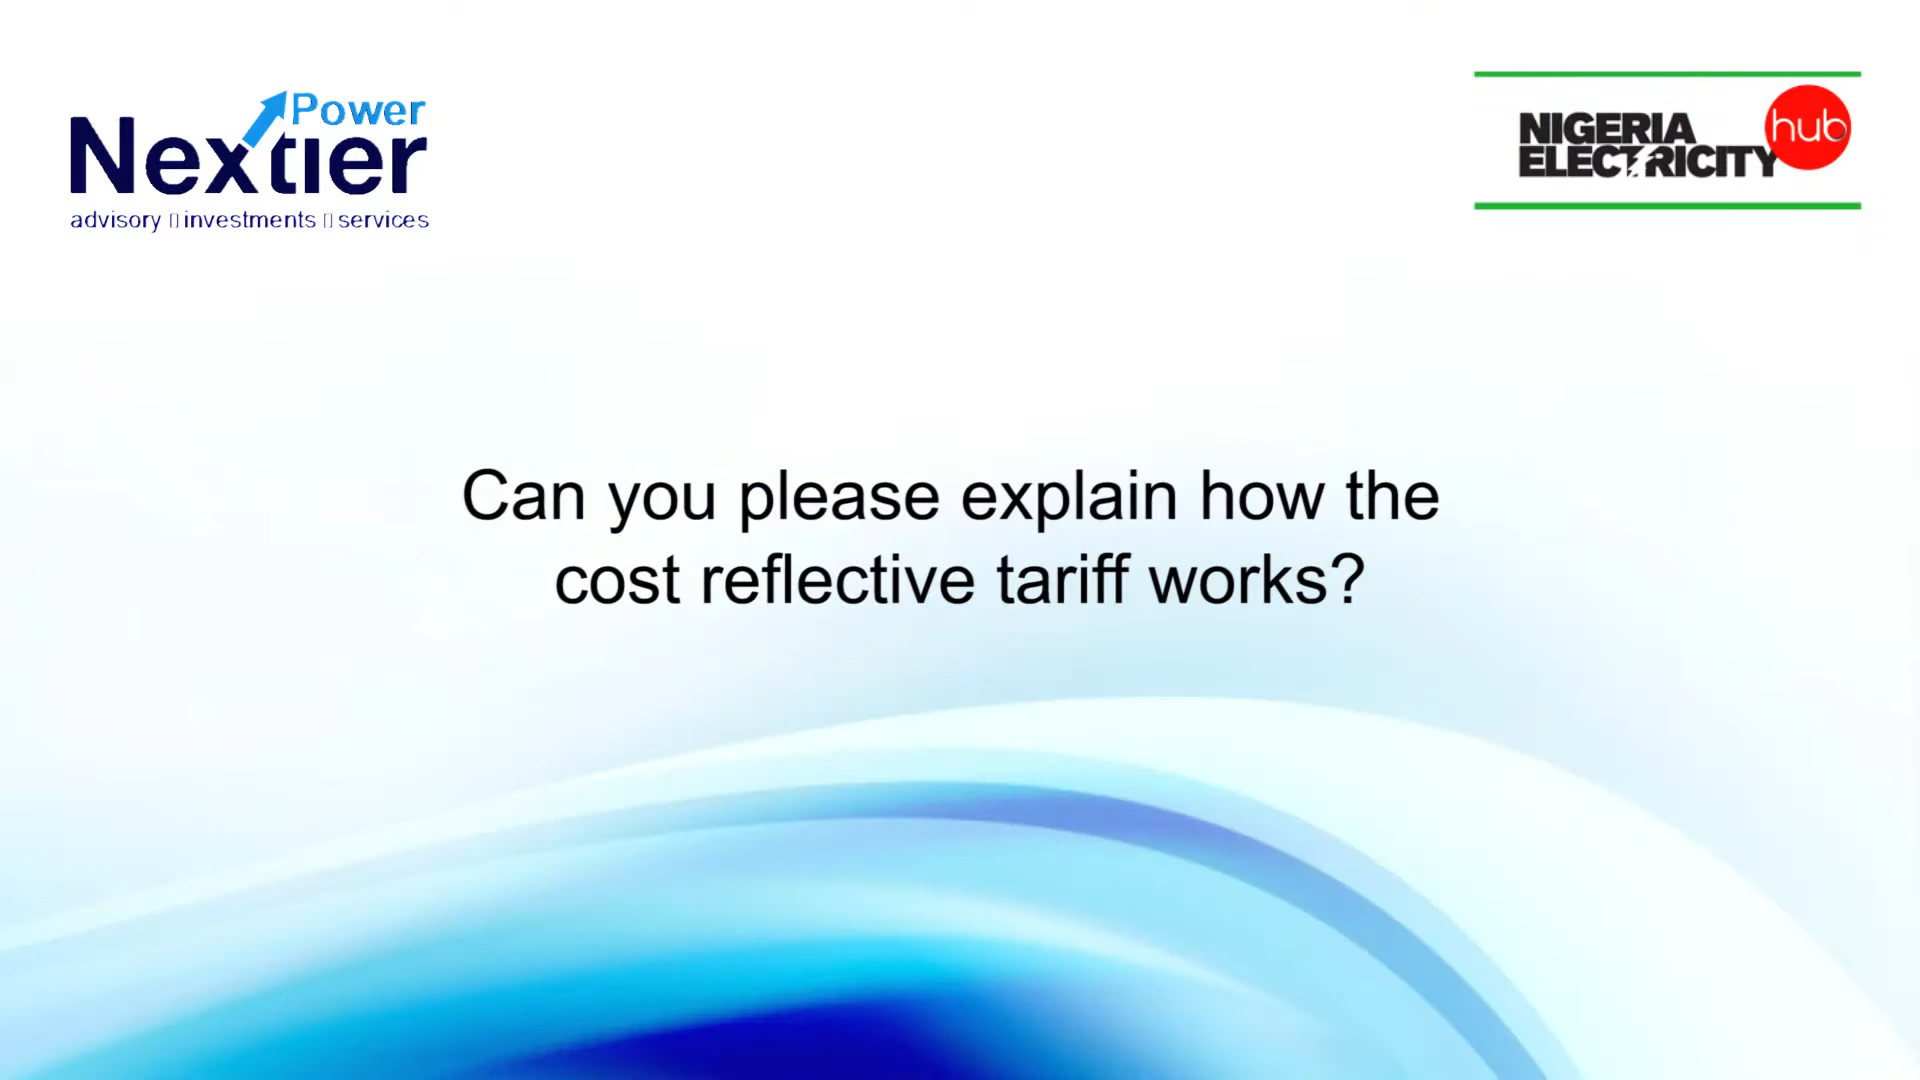 Power
Nextier
advisory ▯ investments ▯ services
NIGERIA
ELECTRICITY
hub
Can you please explain how the
cost reflective tariff works?